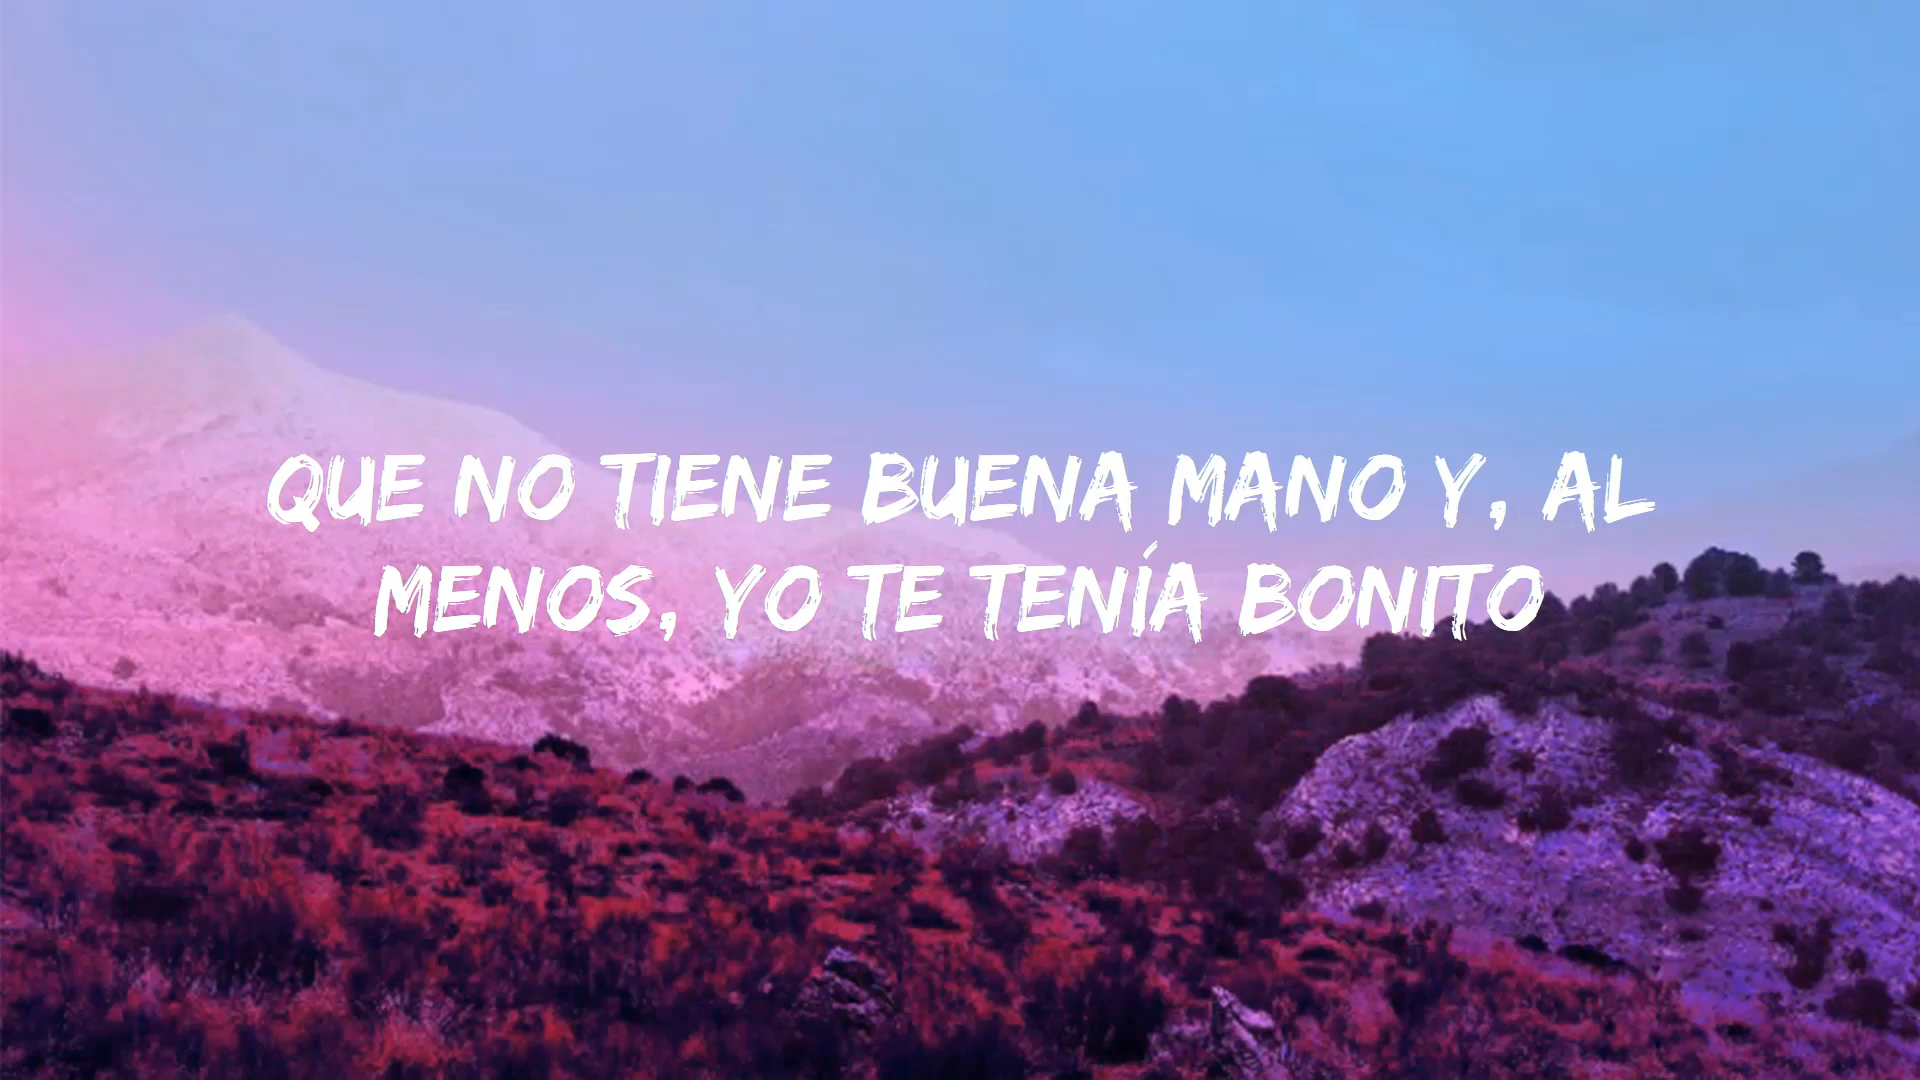 QUE NO TIENE BUENA MANO Y, AL
MENOS, YO TE TENÍA BONITO